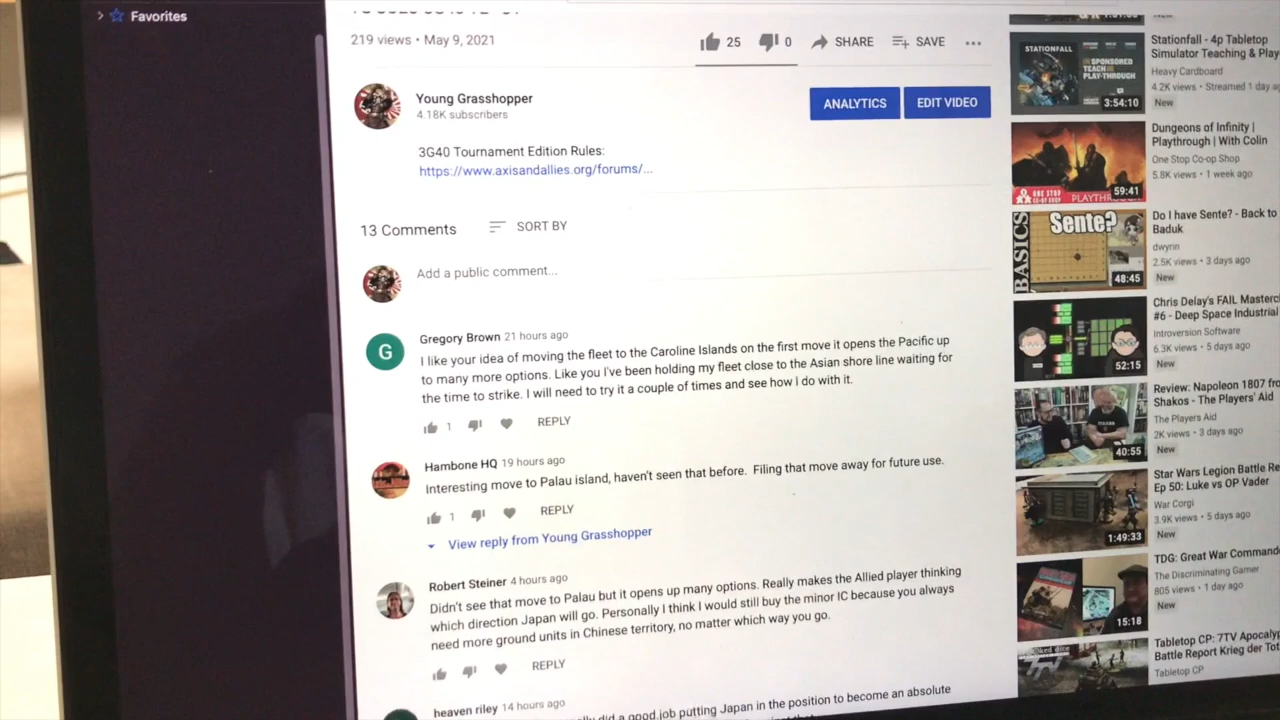 Favorites
219 views • May 9, 2021
25
0
SHARE
SAVE
Young Grasshopper
4.18K subscribers
ANALYTICS
EDIT VIDEO
3G40 Tournament Edition Rules:
https://www.axisandallies.org/forums/...
13 Comments
SORT BY
Add a public comment...
G
Gregory Brown 21 hours ago
I like your idea of moving the fleet to the Caroline Islands on the first move it opens the Pacific up
to many more options. Like you I've been holding my fleet close to the Asian shore line waiting for
the time to strike. I will need to try it a couple of times and see how I do with it.
1
REPLY
Hambone HQ 19 hours ago
Interesting move to Palau island, haven't seen that before. Filing that move away for future use.
1
REPLY
View reply from Young Grasshopper
Robert Steiner 4 hours ago
Didn't see that move to Palau but it opens up many options. Really makes the Allied player thinking
which direction Japan will go. Personally I think I would still buy the minor IC because you always
need more ground units in Chinese territory, no matter which way you go.
REPLY
heaven riley 14 hours ago
did a good job putting Japan in the position to become an absolute
New
STATIONFALL
SPONSORED
TEACH
PLAY-THROUGH
3:54:10
Stationfall - 4p Tabletop
Simulator Teaching & Play
Heavy Cardboard
4.2K views • Streamed 1 day
New
ONE STOP
CO-OP SHOP
59:41
Dungeons of Infinity |
Playthrough | With Colin
One Stop Co-op Shop
5.8K views • 1 week ago
BASICS
Sente?
48:45
Do I have Sente? - Back to
Baduk
dwyrin
2.5K views • 3 days ago
New
52:15
Chris Delay's FAIL Masterc
#6 - Deep Space Industrial
Introversion Software
6.3K views • 5 days ago
New
40:55
Review: Napoleon 1807 fro
Shakos - The Players' Aid
The Players Aid
2K views • 3 days ago
New
1:49:33
Star Wars Legion Battle Re
Ep 50: Luke vs OP Vader
War Corgi
3.9K views • 5 days ago
New
15:18
TDG: Great War Command
The Discriminating Gamer
805 views • 1 day ago
New
Tabletop CP: 7TV Apocaly
Battle Report Krieg der Tot
Tabletop CP